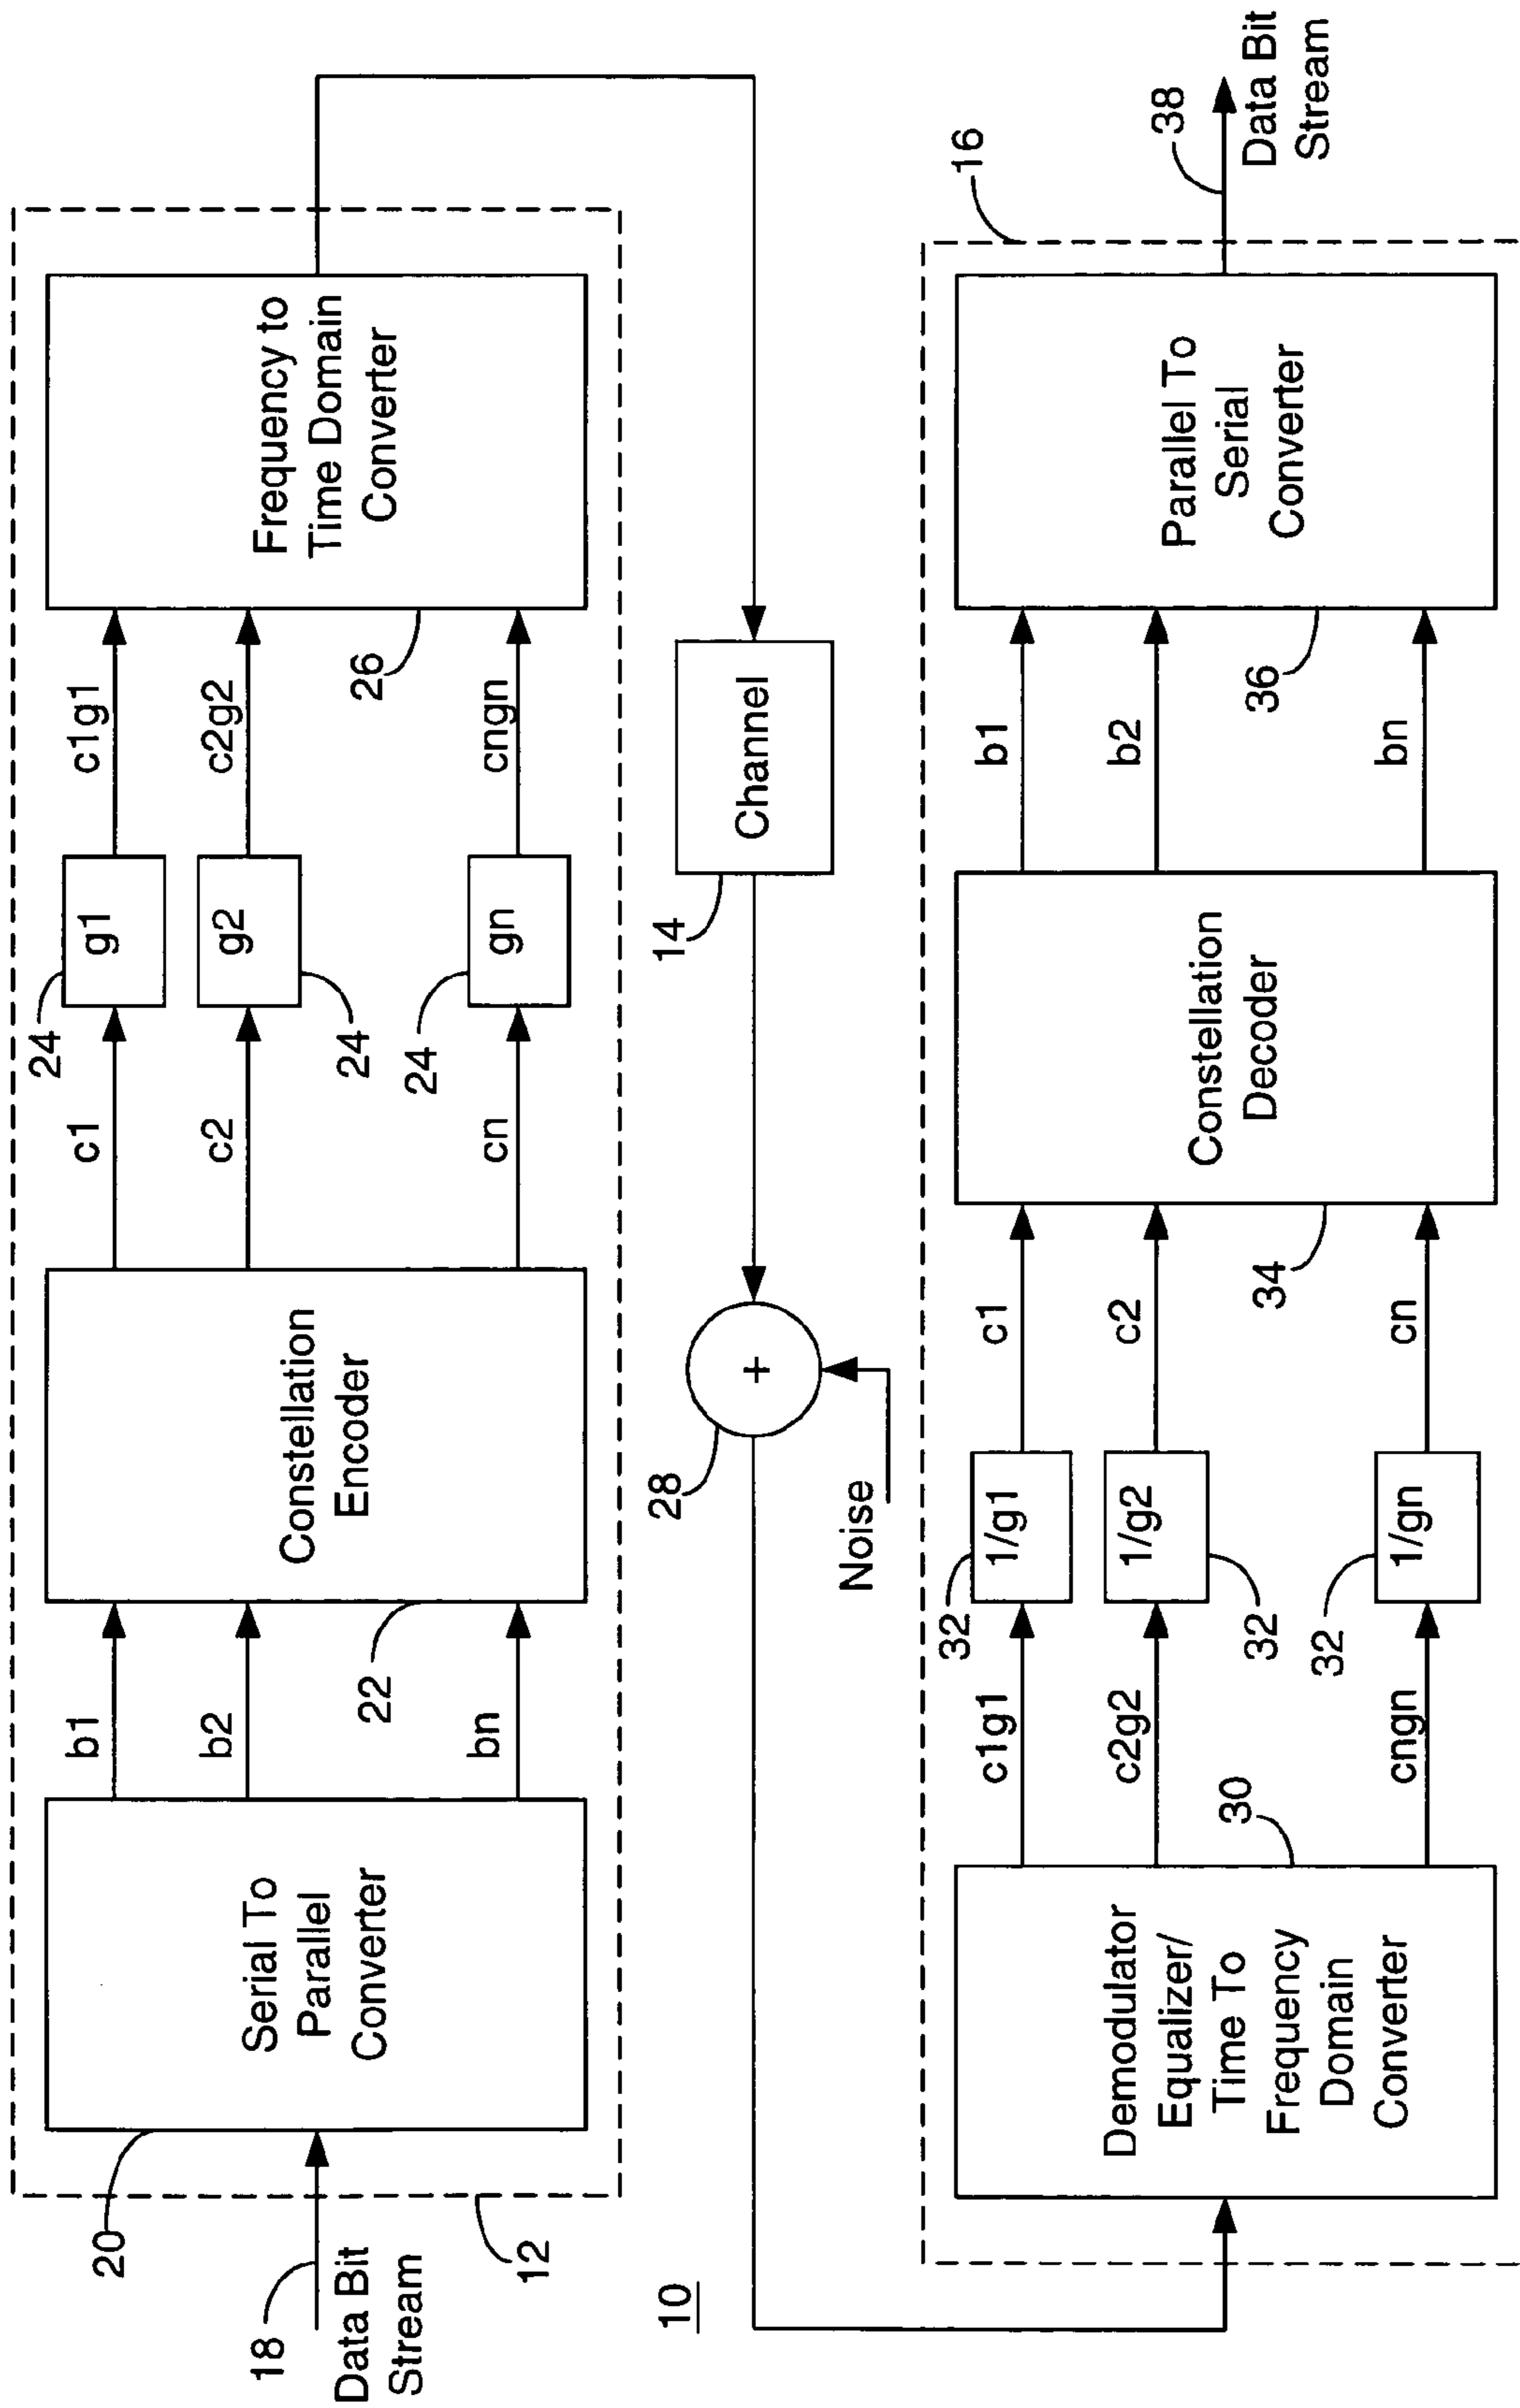 18
Data Bit
Stream
20
12
Serial To
Parallel
Converter
b1
b2
bn
22
Constellation
Encoder
c1
c2
cn
24
24
24
g1
g2
gn
c1g1
c2g2
cngn
26
Frequency to
Time Domain
Converter
10
28
+
Noise
14
Channel
Demodulator
Equalizer/
Time To
Frequency
Domain
Converter
30
c1g1
c2g2
cngn
32
32
32
1/g1
1/g2
1/gn
c1
c2
cn
34
Constellation
Decoder
b1
b2
bn
36
Parallel To
Serial
Converter
16
38
Data Bit
Stream